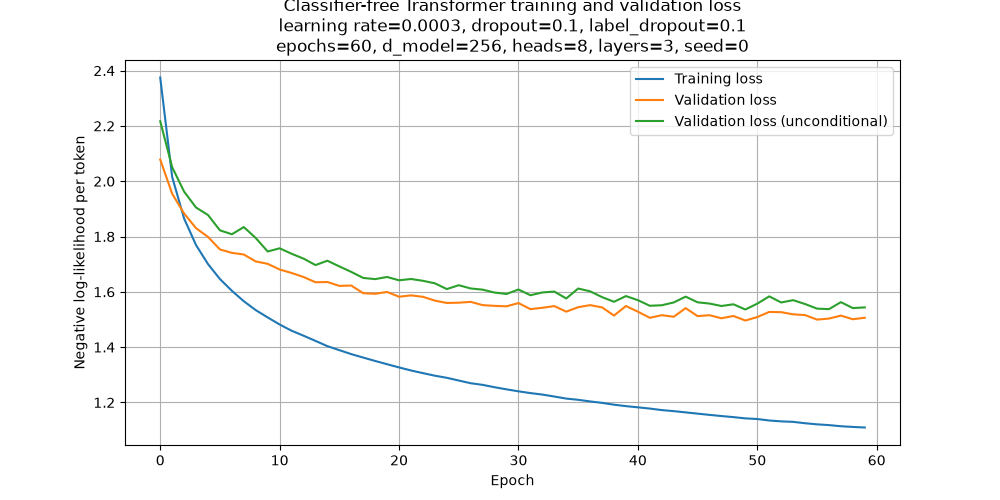 Classifier-free Transformer training and validation loss
learning rate=0.0003, dropout=0.1, label_dropout=0.1
epochs=60, d_model=256, heads=8, layers=3, seed=0
Training loss
Validation loss
Validation loss (unconditional)
Negative log-likelihood per token
2.4
2.2
2.0
1.8
1.6
1.4
1.2
0 10 20 30 40 50 60
Epoch